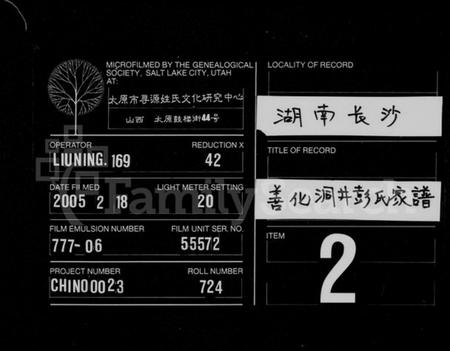 MICROFILMED BY THE GENEALOGICAL
SOCIETY, SALT LAKE CITY, UTAH
AT:
太原市寻源姓氏文化研究中心
山西 太原鼓楼街44号
OPERATOR
LIUNING.169
REDUCTION X
42
DATE FILMED
2005 2 18
LIGHT METER SETTING
20
FILM EMULSION NUMBER
777-06
FILM UNIT SER. NO.
55572
PROJECT NUMBER
CHINO0023
ROLL NUMBER
724
LOCALITY OF RECORD
湖南长沙
TITLE OF RECORD
善化洞井彭氏家譜
ITEM
2
FamilySearch